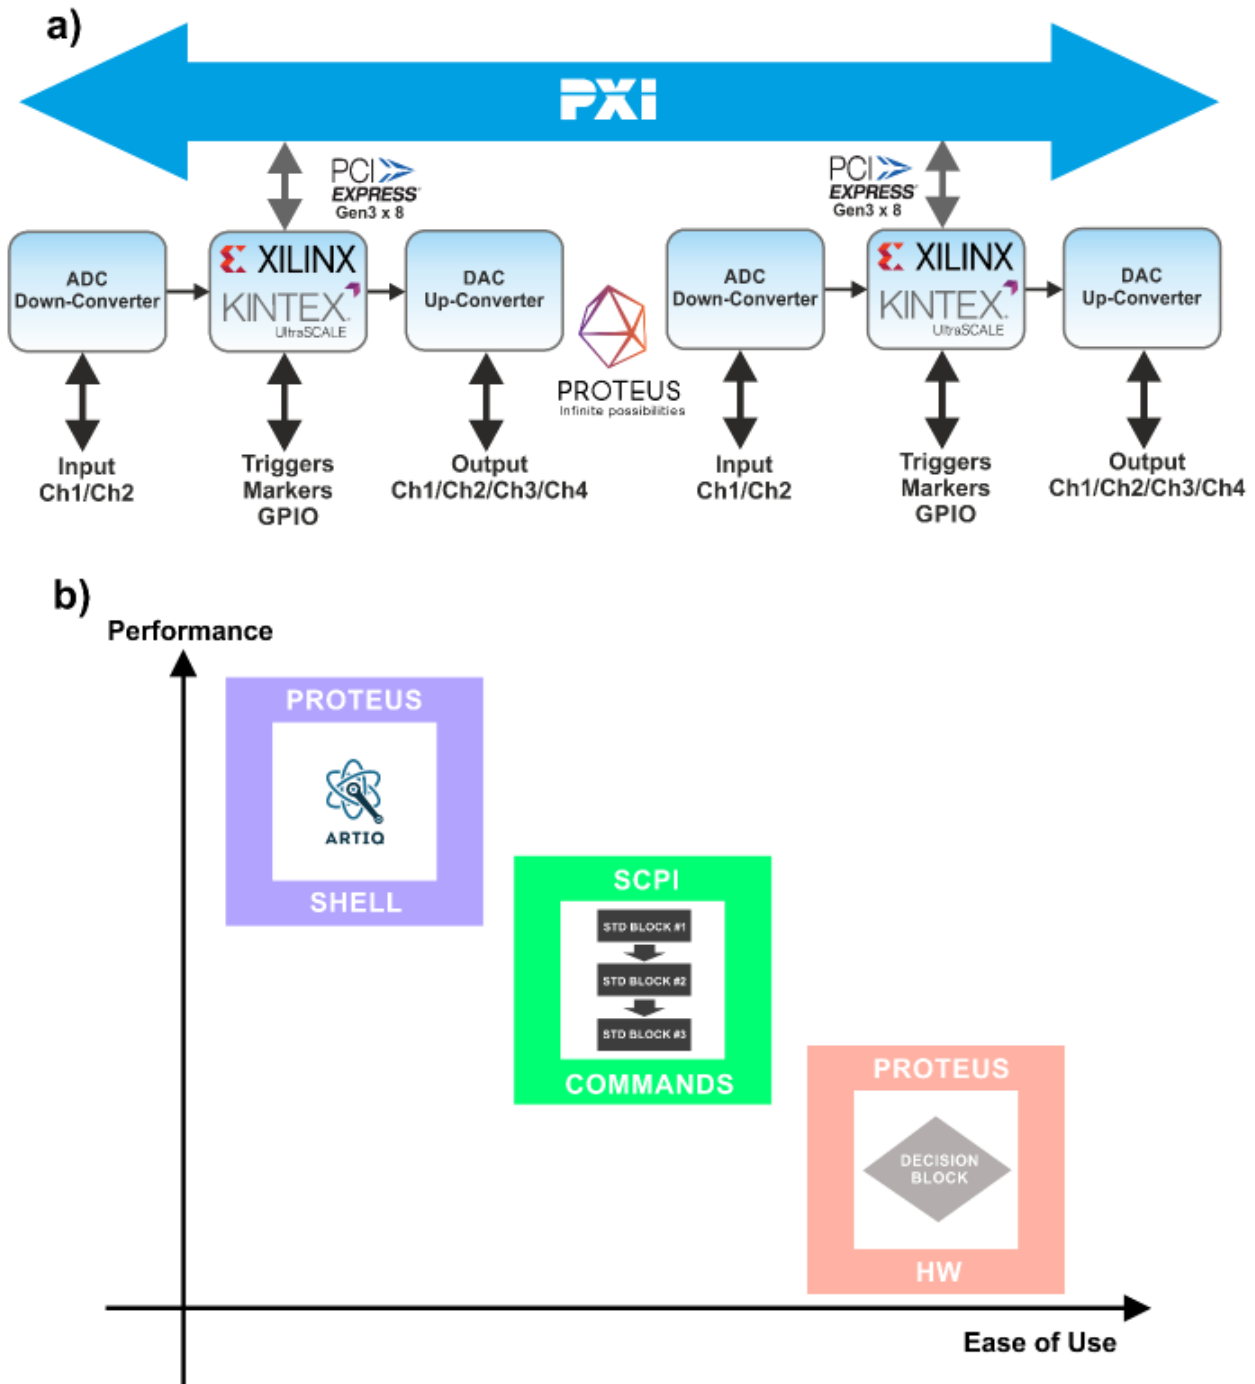 a)
PXI
PCI
EXPRESS®
Gen3 x 8
PCI
EXPRESS®
Gen3 x 8
ADC
Down-Converter
XILINX
KINTEX
UltraSCALE
DAC
Up-Converter
PROTEUS
Infinite possibilities
ADC
Down-Converter
XILINX
KINTEX
UltraSCALE
DAC
Up-Converter
Input
Ch1/Ch2
Triggers
Markers
GPIO
Output
Ch1/Ch2/Ch3/Ch4
Input
Ch1/Ch2
Triggers
Markers
GPIO
Output
Ch1/Ch2/Ch3/Ch4
b)
Performance
PROTEUS
ARTIQ
SHELL
SCPI
STD BLOCK #1
STD BLOCK #2
STD BLOCK #3
COMMANDS
PROTEUS
DECISION
BLOCK
HW
Ease of Use